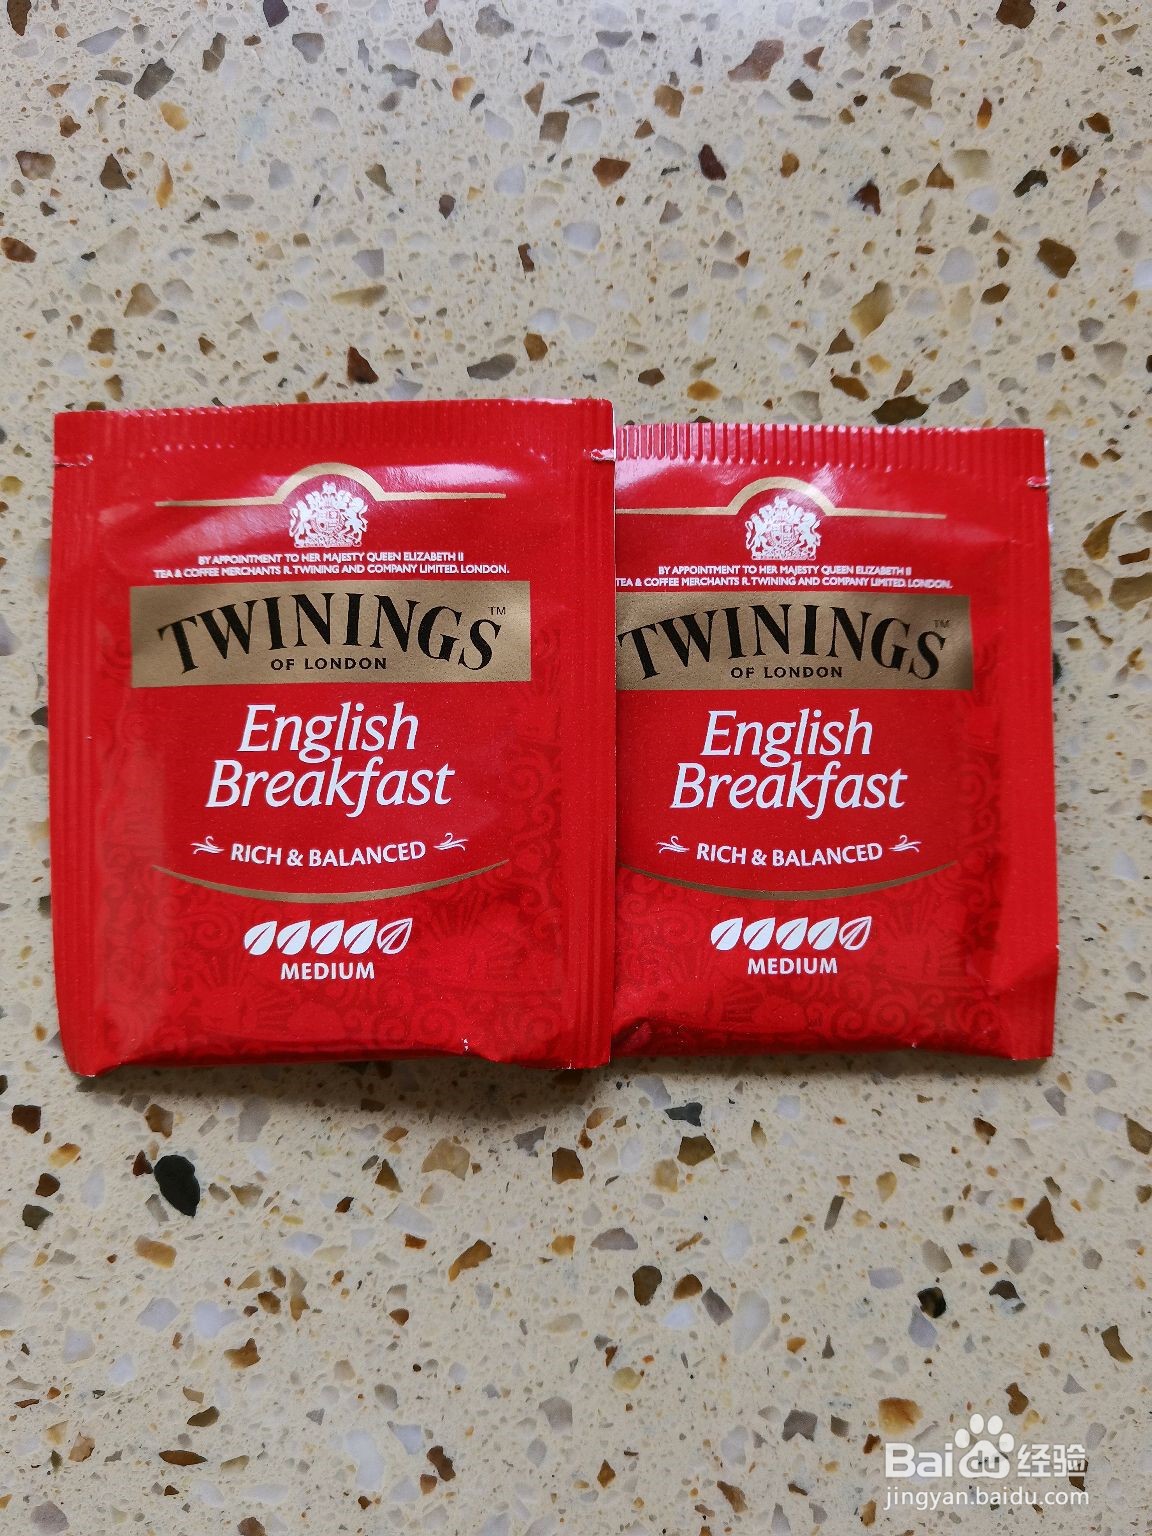 BY APPOINTMENT TO HER MAJESTY QUEEN ELIZABETH II
TEA & COFFEE MERCHANTS R. TWINING AND COMPANY LIMITED. LONDON.
TWININGS™
OF LONDON
English
Breakfast
RICH & BALANCED
MEDIUM
BY APPOINTMENT TO HER MAJESTY QUEEN ELIZABETH II
TEA & COFFEE MERCHANTS R. TWINING AND COMPANY LIMITED. LONDON.
TWININGS™
OF LONDON
English
Breakfast
RICH & BALANCED
MEDIUM
Baidu经验
jingyan.baidu.com